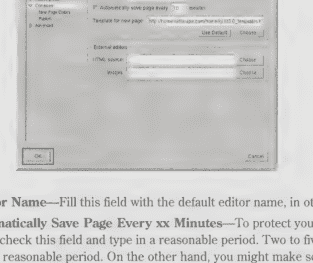 Composer
New Page Colors
Publish
Advanced
Automatically save page every 10 minutes
Template for new page:
Use Default
Choose
External editors
HTML source:
Choose
Images:
Choose
OK
Cancel
or Name—Fill this field with the default editor name, in ot
matically Save Page Every xx Minutes—To protect you
check this field and type in a reasonable period. Two to fiv
reasonable period. On the other hand, you might make so